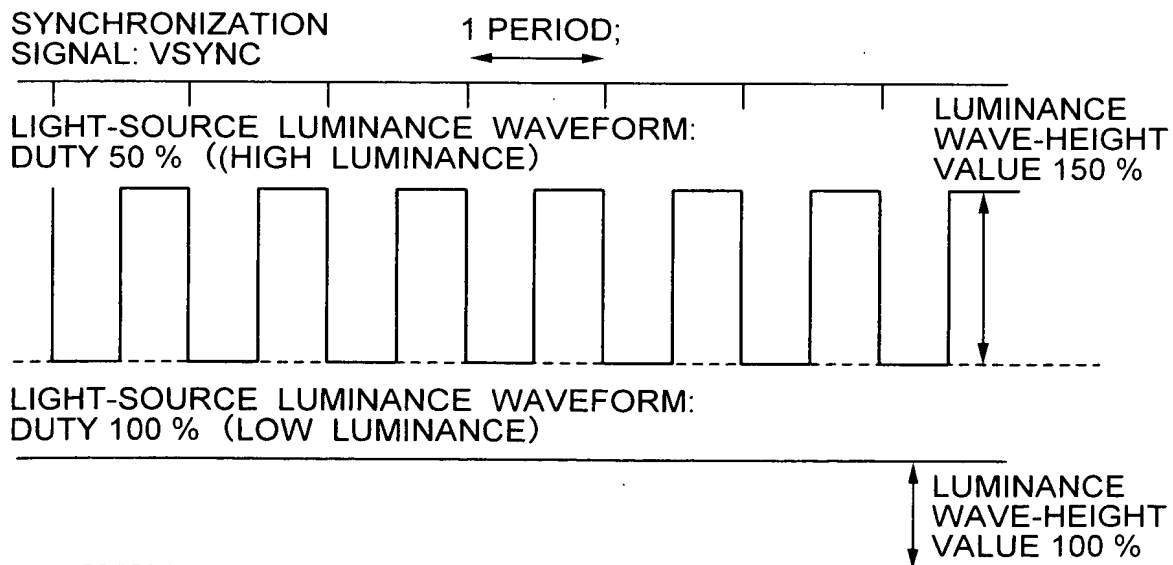 SYNCHRONIZATION
SIGNAL: VSYNC
1 PERIOD;
LIGHT-SOURCE LUMINANCE WAVEFORM:
DUTY 50 % ((HIGH LUMINANCE)
LUMINANCE
WAVE-HEIGHT
VALUE 150 %
LIGHT-SOURCE LUMINANCE WAVEFORM:
DUTY 100 % (LOW LUMINANCE)
LUMINANCE
WAVE-HEIGHT
VALUE 100 %